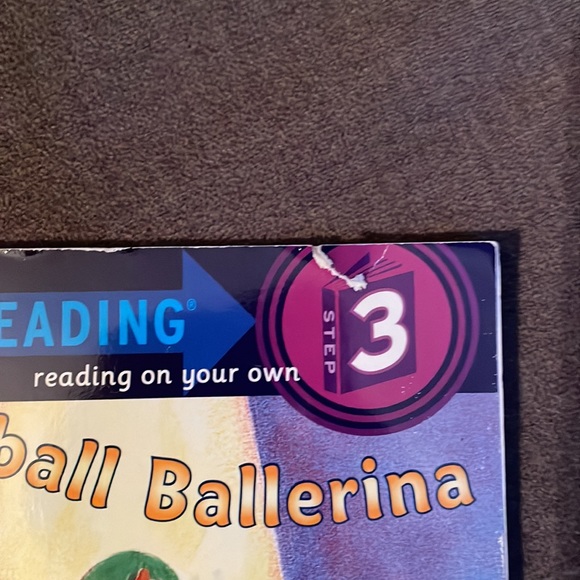 EADING®
STEP 3
reading on your own
ball Ballerina